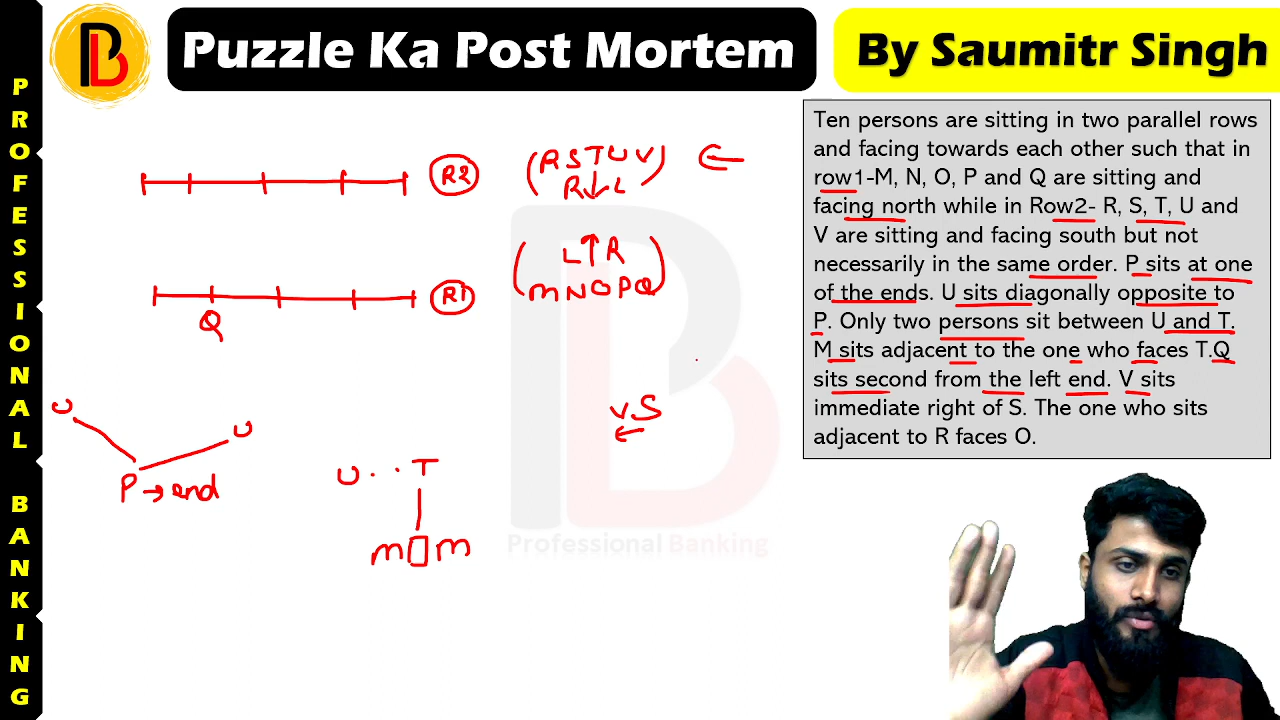 PROFESSIONAL BANKING
Puzzle Ka Post Mortem
By Saumitr Singh
Ten persons are sitting in two parallel rows
and facing towards each other such that in
row1-M, N, O, P and Q are sitting and
facing north while in Row2- R, S, T, U and
V are sitting and facing south but not
necessarily in the same order. P sits at one
of the ends. U sits diagonally opposite to
P. Only two persons sit between U and T.
M sits adjacent to the one who faces T.Q
sits second from the left end. V sits
immediate right of S. The one who sits
adjacent to R faces O.
R2
(RSTUV)
R↓L
L↑R
(mNOPQ)
R1
Q
U
U
P→end
U . . T
m m
VS
←
Professional Banking